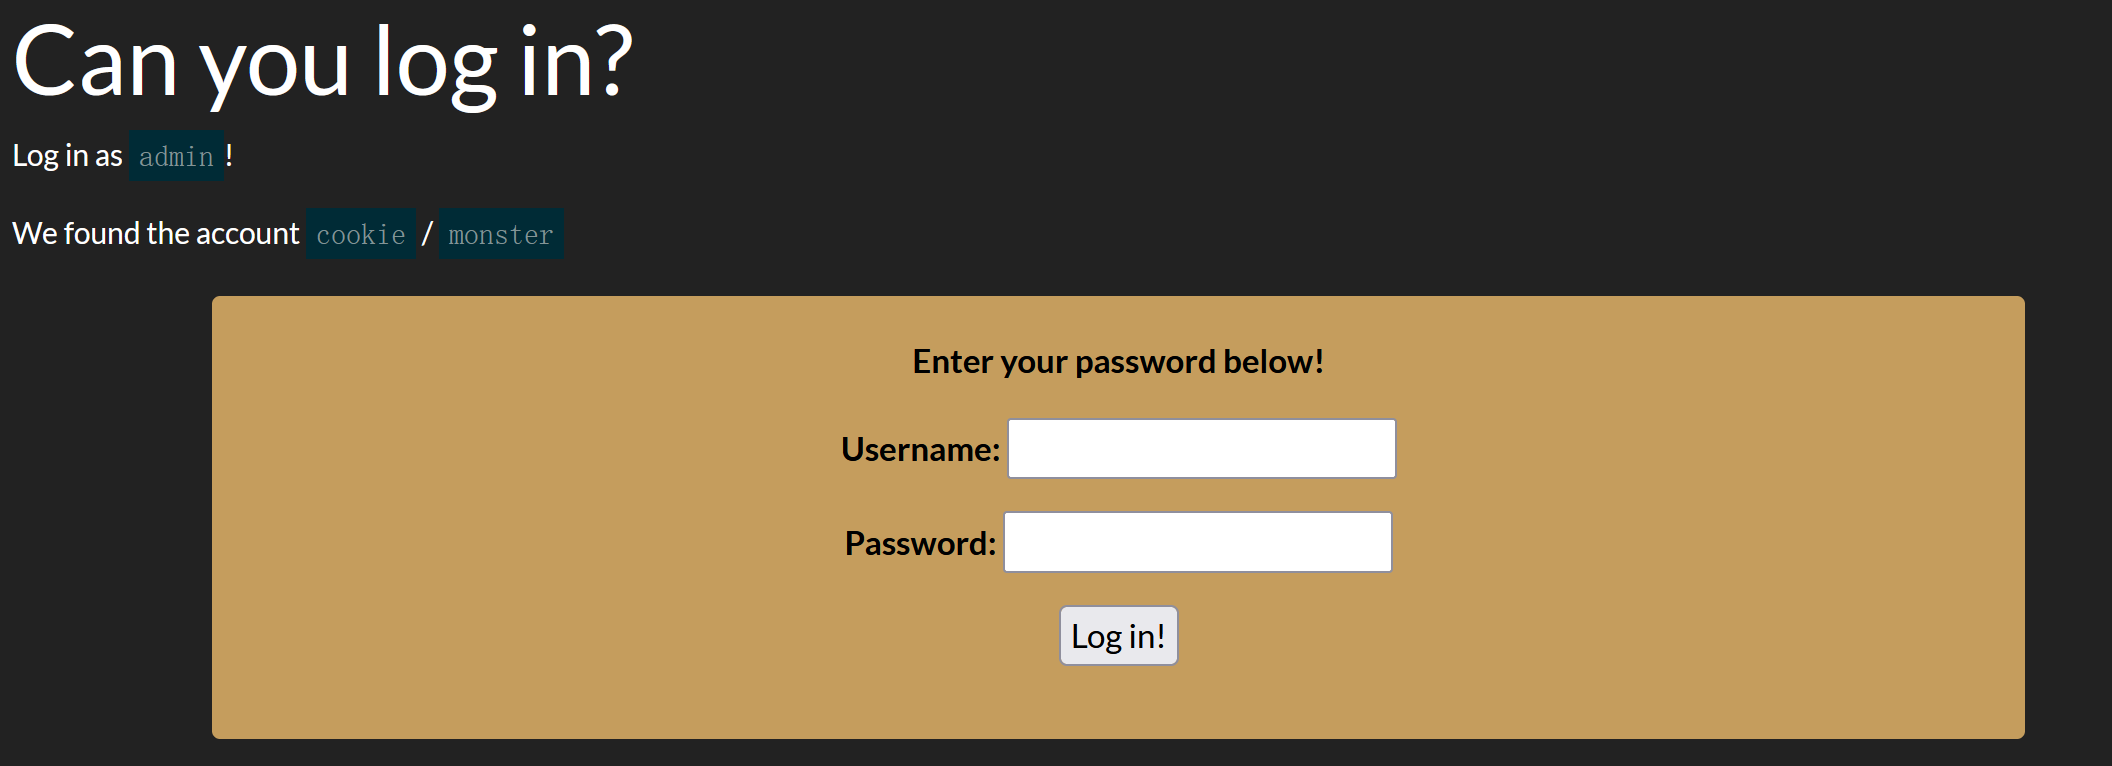 Can you log in?
Log in as admin !
We found the account cookie / monster
Enter your password below!
Username:
Password:
Log in!